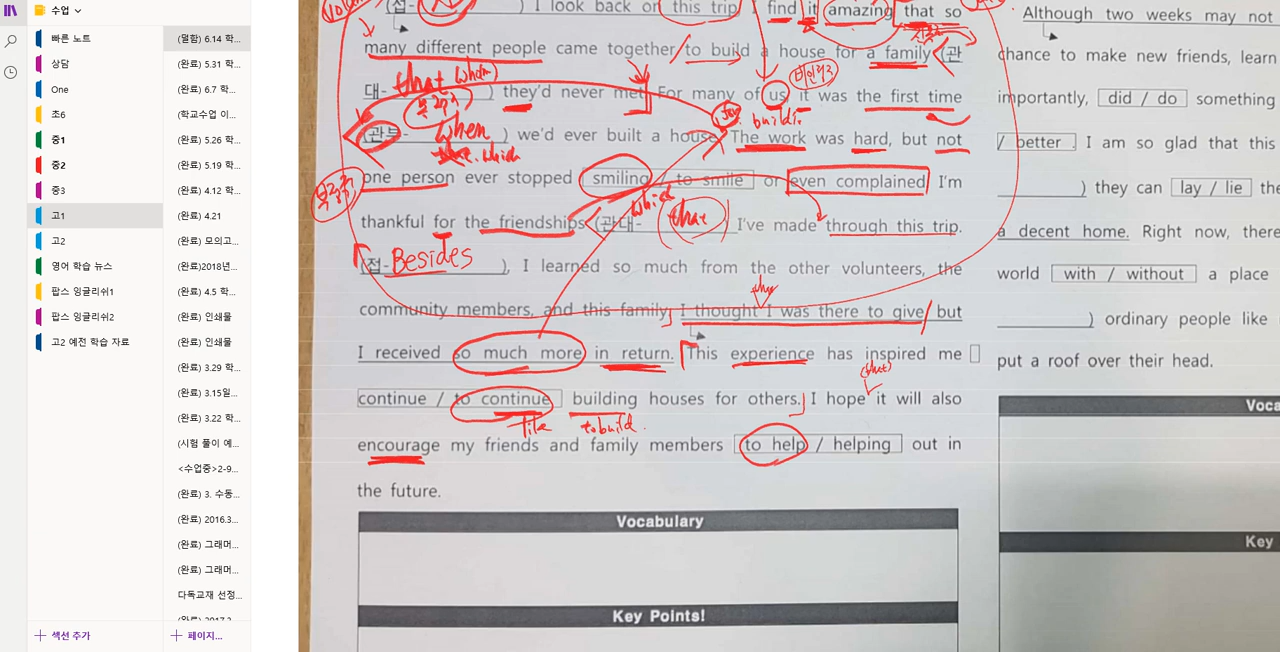 수업
빠른 노트
상담
One
초6
중1
중2
중3
고1
고2
영어 학습 뉴스
팝스 잉글리쉬1
팝스 잉글리쉬2
고2 예전 학습 자료
섹션 추가
(완료) 5.31 학...
(완료) 6.7 학...
(학교수업 이...
(완료) 5.26 학...
(완료) 5.19 학...
(완료) 4.12 학...
(완료) 4.21
(완료) 모의고...
(완료)2018년...
(완료) 4.5 학...
(완료) 인쇄물
(완료) 인쇄물
(완료) 3.29 학...
(완료) 3.15일...
(완료) 3.22 학...
(시험 풀이 예...
<수업중>2-9...
(완료) 3. 수동...
(완료) 2016.3...
(완료) 그래머...
(완료) 그래머...
다독교재 선정...
페이지...
(접- ) I look back on this trip, I find it amazing that so
many different people came together to build a house for a family (관
that whom
대- ) they'd never met. For many of us, it was the first time
(관부- when ) we'd ever built a house. The work was hard, but not
one person ever stopped smiling / to smile or even complained I'm
which
thankful for the friendships (관대- that ) I've made through this trip.
(접- Besides ), I learned so much from the other volunteers, the
community members, and this family. I thought I was there to give, but
I received so much more in return. This experience has inspired me
(that)
continue / to continue building houses for others. I hope it will also
to build
encourage my friends and family members to help / helping out in
the future.
Vocabulary
Key Points!
Although two weeks may not
chance to make new friends, learn
importantly, did / do something
/ better . I am so glad that this
) they can lay / lie the
a decent home. Right now, there
world with / without a place
) ordinary people like
put a roof over their head.
Voca
Key